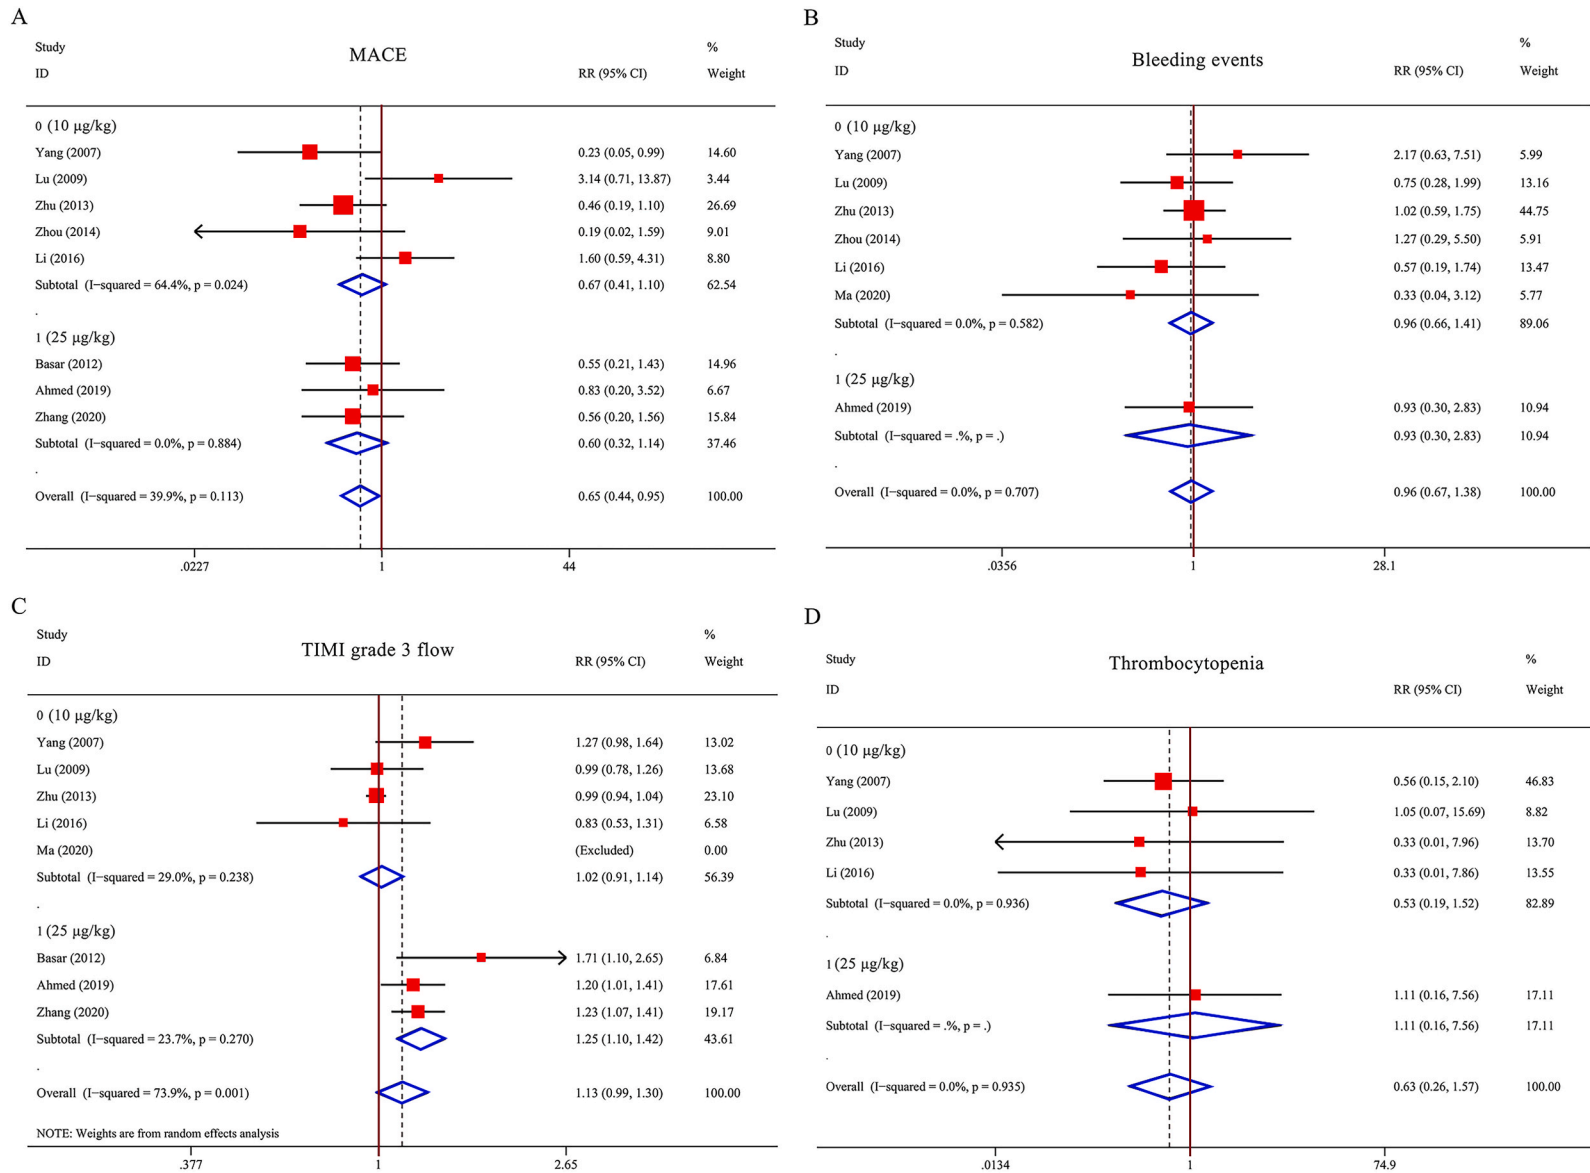 A
MACE
Study %
ID RR (95% CI) Weight
0 (10 μg/kg)
Yang (2007) 0.23 (0.05, 0.99) 14.60
Lu (2009) 3.14 (0.71, 13.87) 3.44
Zhu (2013) 0.46 (0.19, 1.10) 26.69
Zhou (2014) 0.19 (0.02, 1.59) 9.01
Li (2016) 1.60 (0.59, 4.31) 8.80
Subtotal (I−squared = 64.4%, p = 0.024) 0.67 (0.41, 1.10) 62.54
.
1 (25 μg/kg)
Basar (2012) 0.55 (0.21, 1.43) 14.96
Ahmed (2019) 0.83 (0.20, 3.52) 6.67
Zhang (2020) 0.56 (0.20, 1.56) 15.84
Subtotal (I−squared = 0.0%, p = 0.884) 0.60 (0.32, 1.14) 37.46
.
Overall (I−squared = 39.9%, p = 0.113) 0.65 (0.44, 0.95) 100.00
.0227 1 44
B
Bleeding events
Study %
ID RR (95% CI) Weight
0 (10 μg/kg)
Yang (2007) 2.17 (0.63, 7.51) 5.99
Lu (2009) 0.75 (0.28, 1.99) 13.16
Zhu (2013) 1.02 (0.59, 1.75) 44.75
Zhou (2014) 1.27 (0.29, 5.50) 5.91
Li (2016) 0.57 (0.19, 1.74) 13.47
Ma (2020) 0.33 (0.04, 3.12) 5.77
Subtotal (I−squared = 0.0%, p = 0.582) 0.96 (0.66, 1.41) 89.06
.
1 (25 μg/kg)
Ahmed (2019) 0.93 (0.30, 2.83) 10.94
Subtotal (I−squared = .%, p = .) 0.93 (0.30, 2.83) 10.94
.
Overall (I−squared = 0.0%, p = 0.707) 0.96 (0.67, 1.38) 100.00
.0356 1 28.1
C
TIMI grade 3 flow
Study %
ID RR (95% CI) Weight
0 (10 μg/kg)
Yang (2007) 1.27 (0.98, 1.64) 13.02
Lu (2009) 0.99 (0.78, 1.26) 13.68
Zhu (2013) 0.99 (0.94, 1.04) 23.10
Li (2016) 0.83 (0.53, 1.31) 6.58
Ma (2020) (Excluded) 0.00
Subtotal (I−squared = 29.0%, p = 0.238) 1.02 (0.91, 1.14) 56.39
.
1 (25 μg/kg)
Basar (2012) 1.71 (1.10, 2.65) 6.84
Ahmed (2019) 1.20 (1.01, 1.41) 17.61
Zhang (2020) 1.23 (1.07, 1.41) 19.17
Subtotal (I−squared = 23.7%, p = 0.270) 1.25 (1.10, 1.42) 43.61
.
Overall (I−squared = 73.9%, p = 0.001) 1.13 (0.99, 1.30) 100.00
NOTE: Weights are from random effects analysis
.377 1 2.65
D
Thrombocytopenia
Study %
ID RR (95% CI) Weight
0 (10 μg/kg)
Yang (2007) 0.56 (0.15, 2.10) 46.83
Lu (2009) 1.05 (0.07, 15.69) 8.82
Zhu (2013) 0.33 (0.01, 7.96) 13.70
Li (2016) 0.33 (0.01, 7.86) 13.55
Subtotal (I−squared = 0.0%, p = 0.936) 0.53 (0.19, 1.52) 82.89
.
1 (25 μg/kg)
Ahmed (2019) 1.11 (0.16, 7.56) 17.11
Subtotal (I−squared = .%, p = .) 1.11 (0.16, 7.56) 17.11
.
Overall (I−squared = 0.0%, p = 0.935) 0.63 (0.26, 1.57) 100.00
.0134 1 74.9